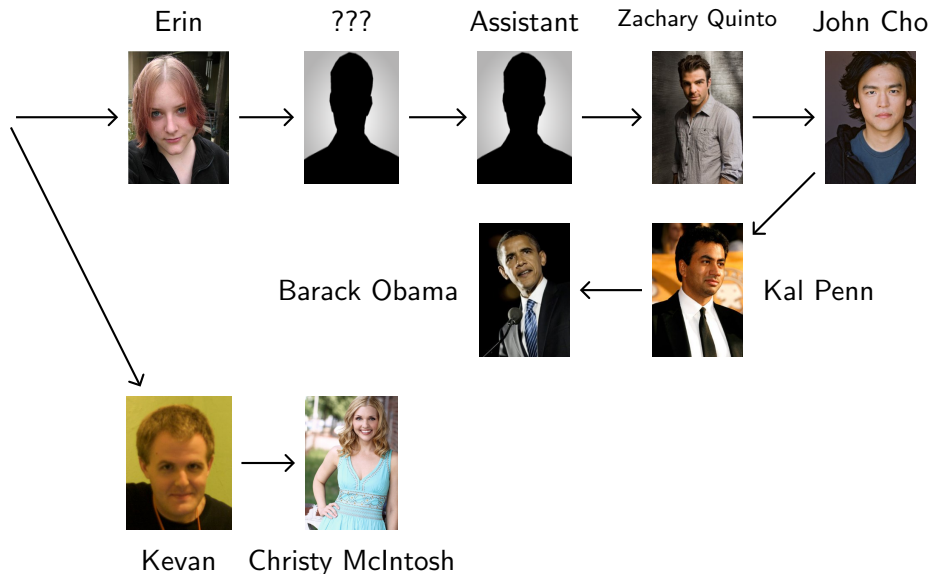 Erin
???
Assistant
Zachary Quinto
John Cho
Barack Obama
Kal Penn
Kevan
Christy McIntosh